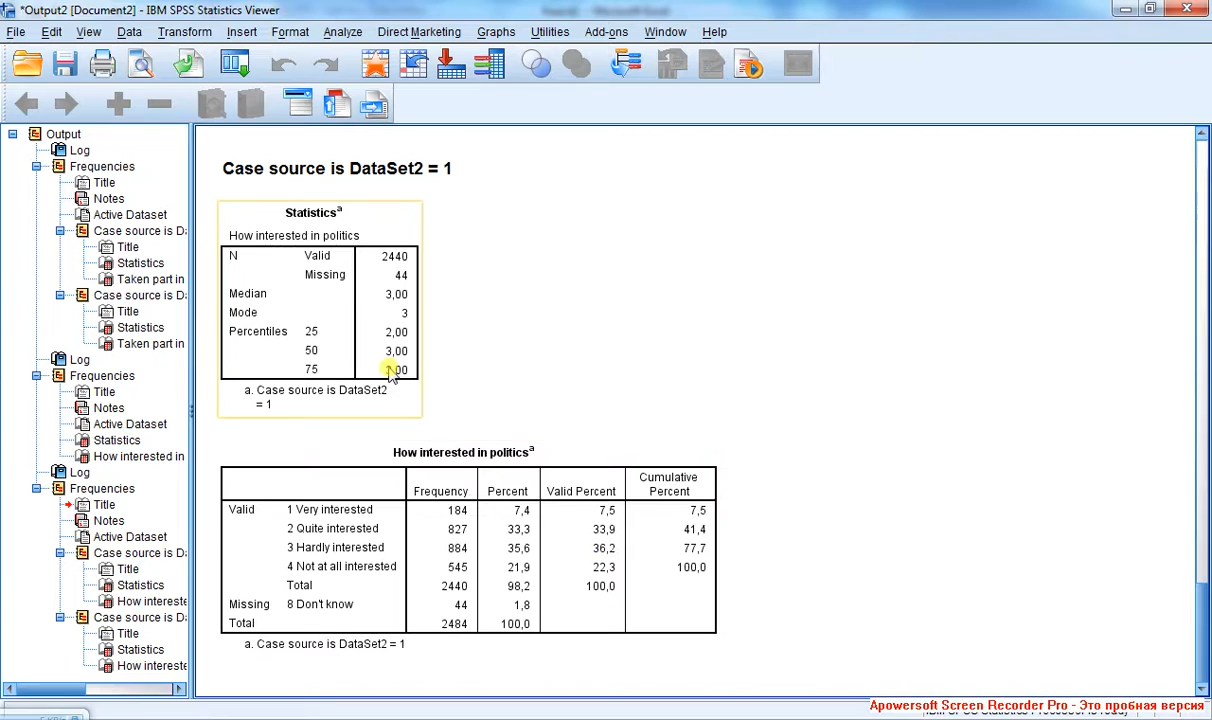 *Output2 [Document2] - IBM SPSS Statistics Viewer
File Edit View Data Transform Insert Format Analyze Direct Marketing Graphs Utilities Add-ons Window Help
Output
Log
Frequencies
Title
Notes
Active Dataset
Case source is D
Title
Statistics
Taken part in
Case source is Da
Title
Statistics
Taken part in
Log
Frequencies
Title
Notes
Active Dataset
Statistics
How interested in
Log
Frequencies
Title
Notes
Active Dataset
Case source is D
Title
Statistics
How intereste
Case source is Da
Title
Statistics
How intereste
Case source is DataSet2 = 1
Statistics a
How interested in politics
N Valid 2440
Missing 44
Median 3,00
Mode 3
Percentiles 25 2,00
50 3,00
75
a. Case source is DataSet2
= 1
How interested in politics a
Frequency Percent Valid Percent Cumulative Percent
Valid 1 Very interested 184 7,4 7,5 7,5
2 Quite interested 827 33,3 33,9 41,4
3 Hardly interested 884 35,6 36,2 77,7
4 Not at all interested 545 21,9 22,3 100,0
Total 2440 98,2 100,0
Missing 8 Don't know 44 1,8
Total 2484 100,0
a. Case source is DataSet2 = 1
Apowersoft Screen Recorder Pro - Это пробная версия